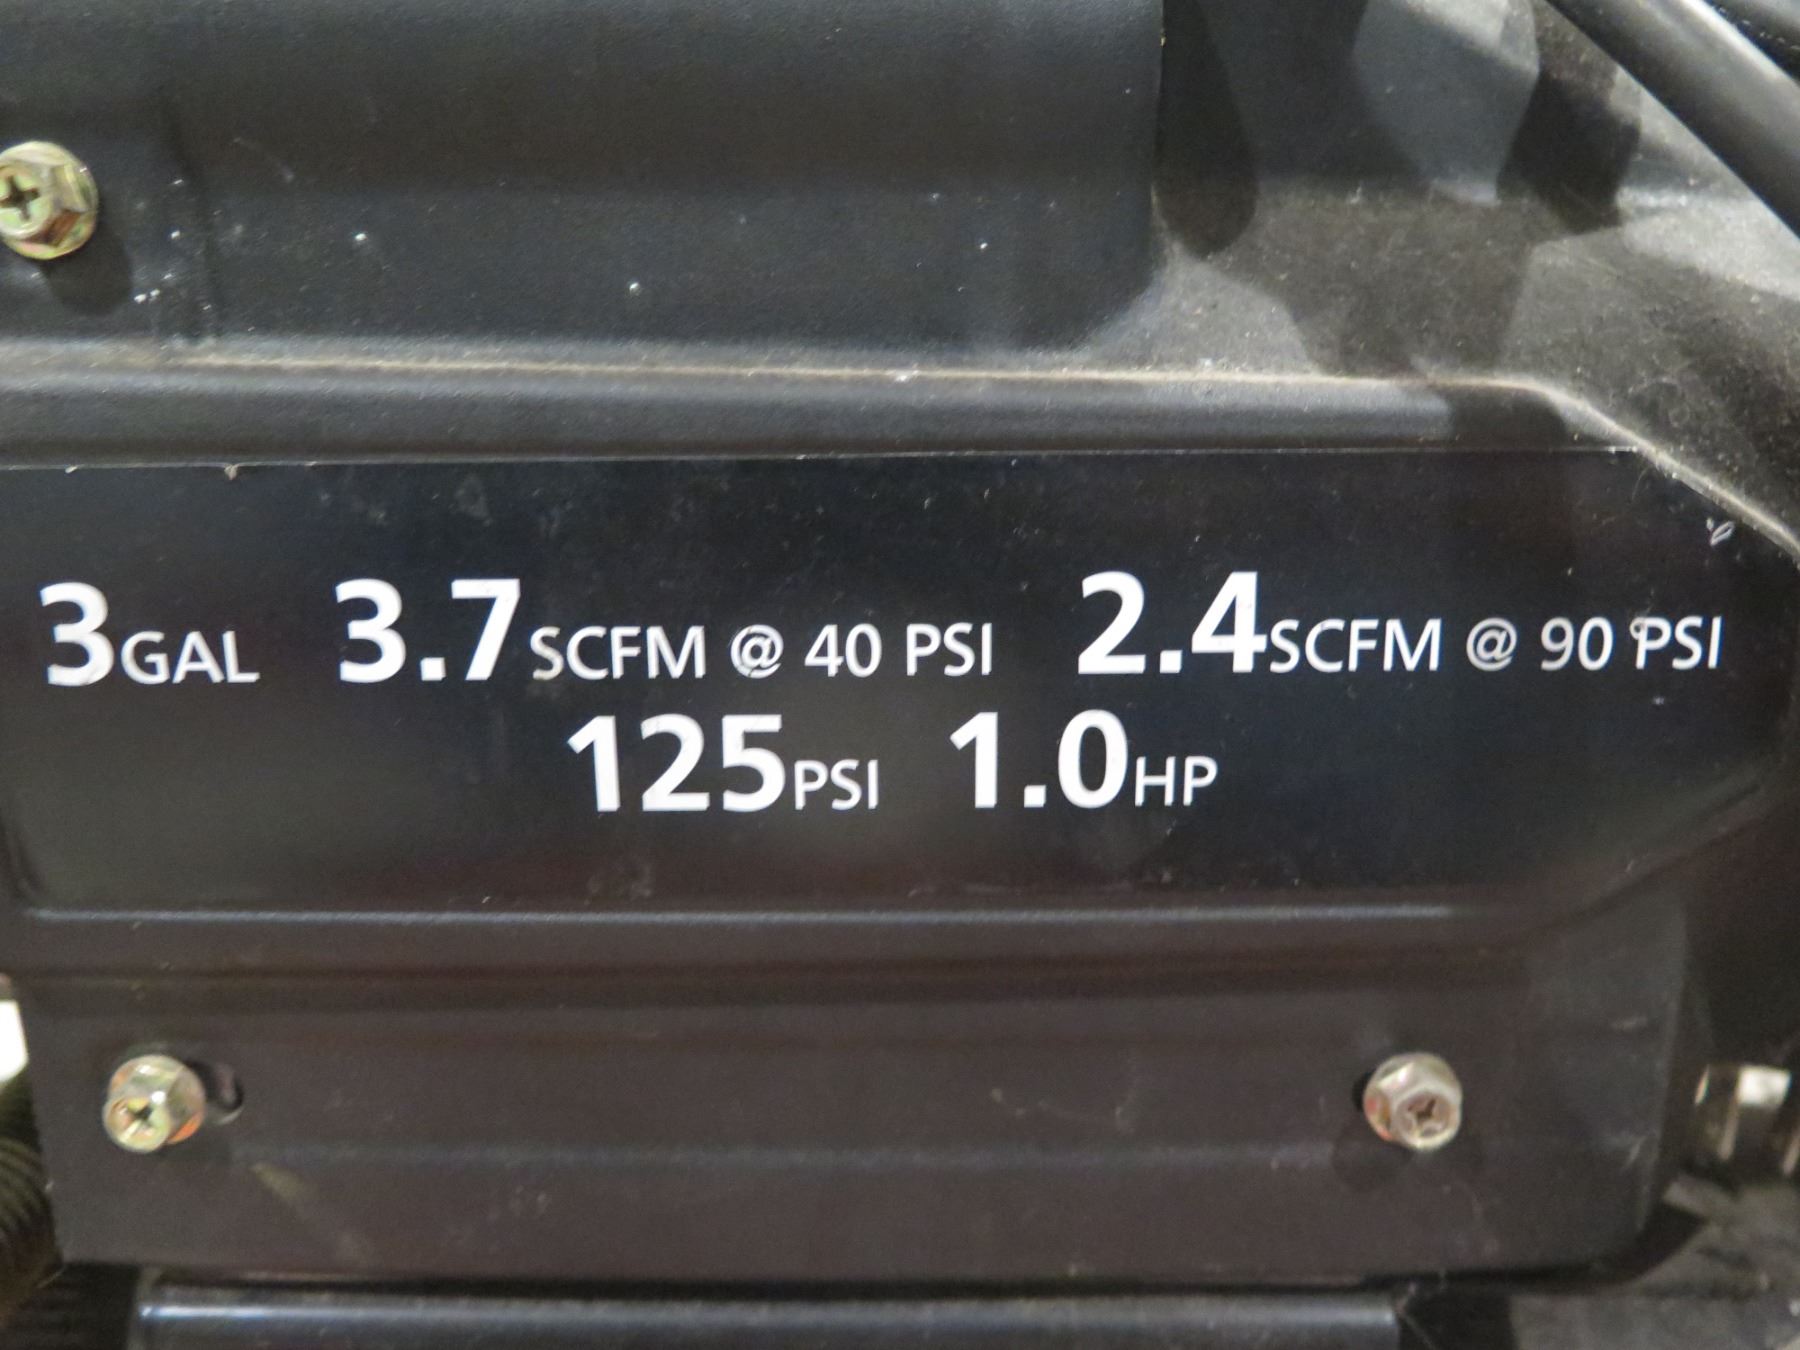 3GAL 3.7SCFM @ 40 PSI 2.4SCFM @ 90 PSI
125PSI 1.0HP